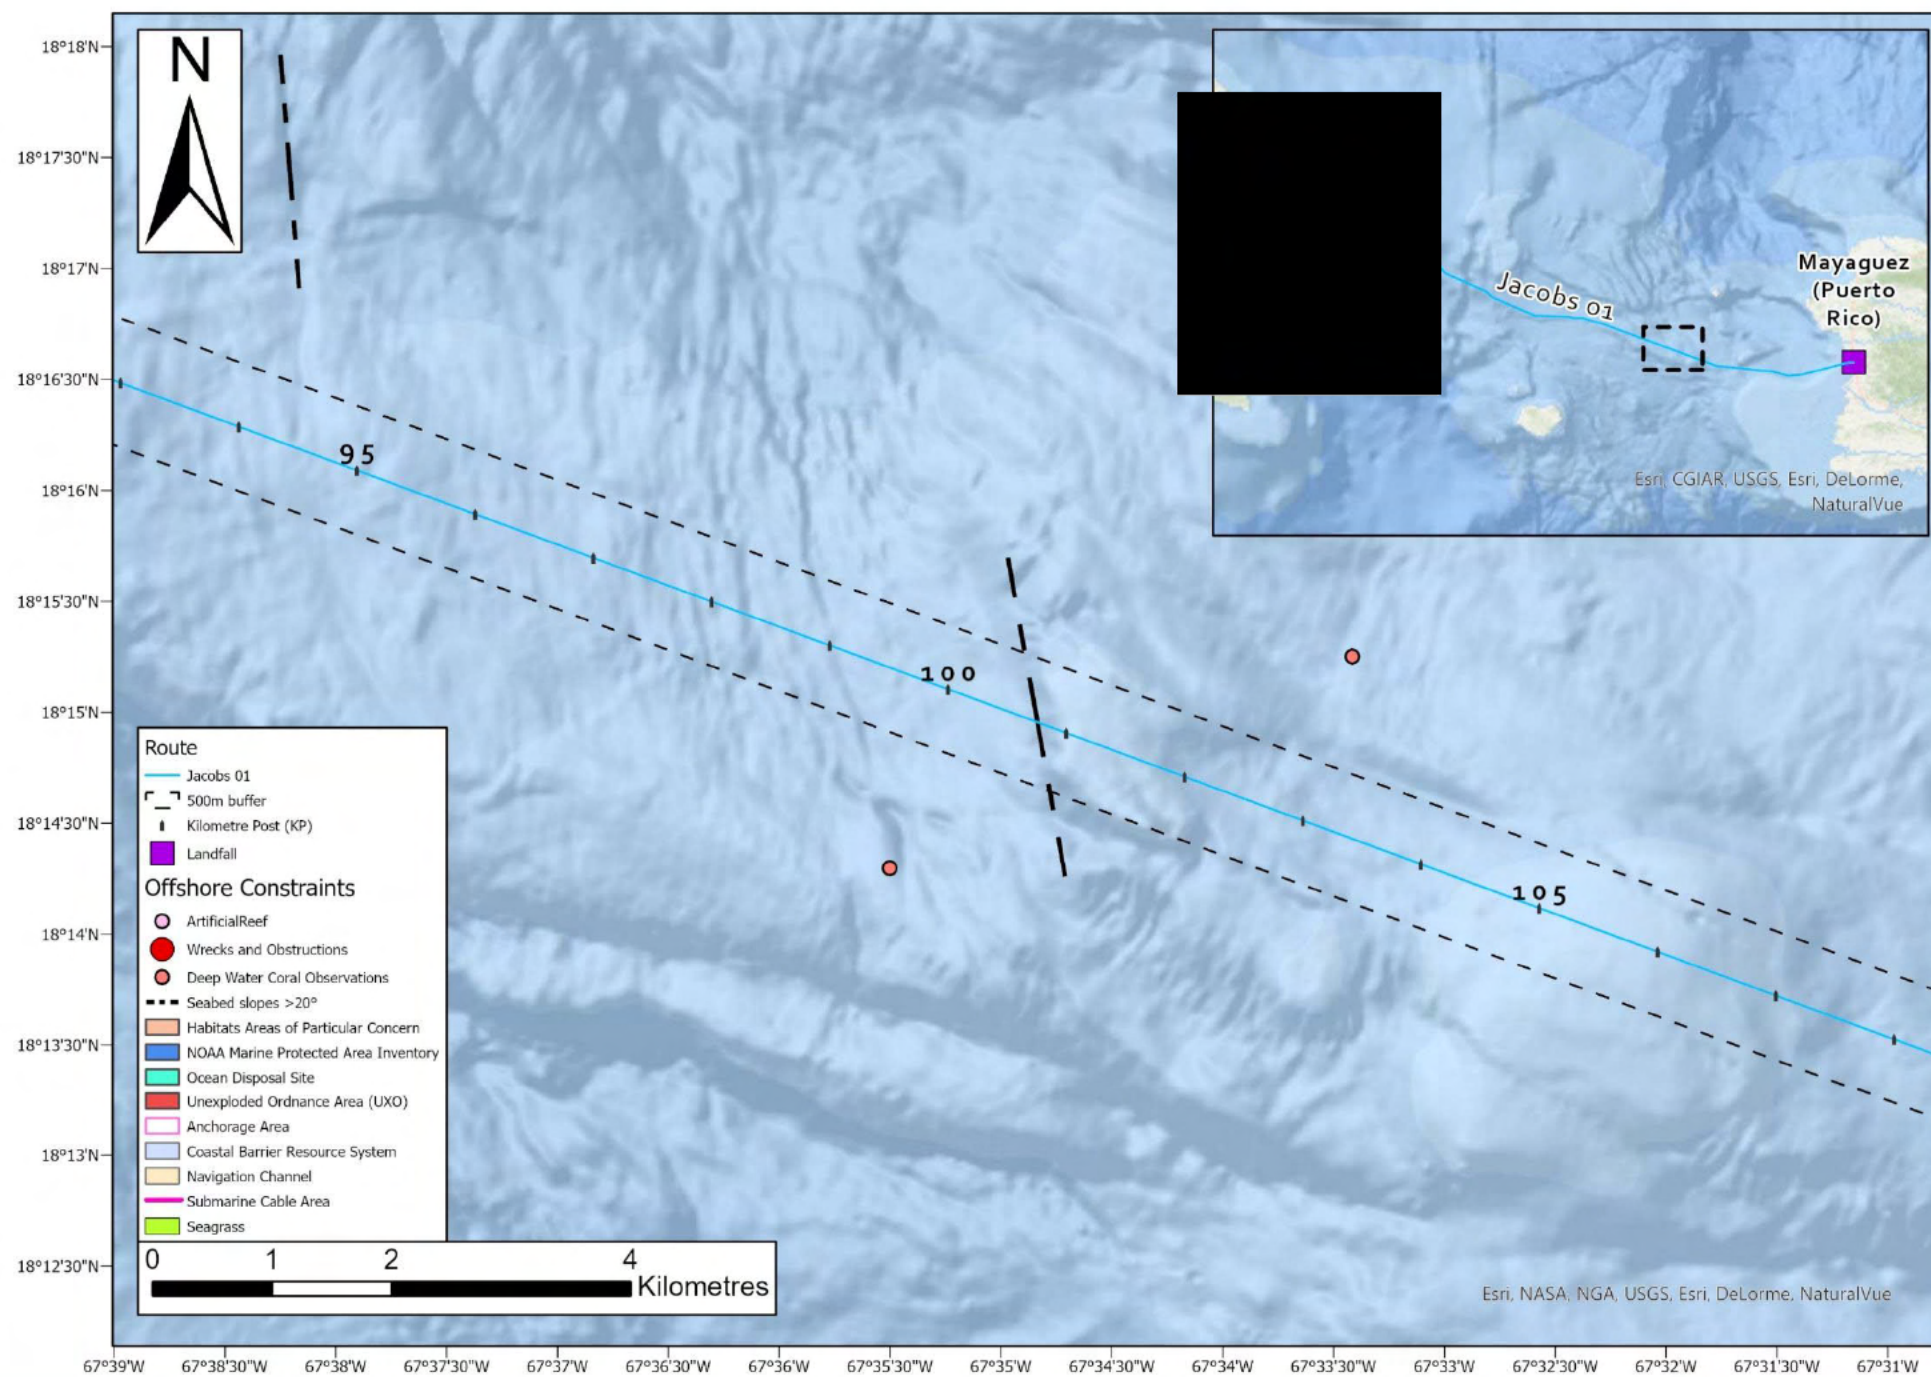 N
18°18'N
18°17'30"N
18°17'N
18°16'30"N
18°16'N
18°15'30"N
18°15'N
18°14'30"N
18°14'N
18°13'30"N
18°13'N
18°12'30"N
Jacobs 01
Mayaguez
(Puerto
Rico)
Esri, CGIAR, USGS, Esri, DeLorme,
NaturalVue
95
100
105
Route
Jacobs 01
500m buffer
Kilometre Post (KP)
Landfall
Offshore Constraints
ArtificialReef
Wrecks and Obstructions
Deep Water Coral Observations
Seabed slopes >20°
Habitats Areas of Particular Concern
NOAA Marine Protected Area Inventory
Ocean Disposal Site
Unexploded Ordnance Area (UXO)
Anchorage Area
Coastal Barrier Resource System
Navigation Channel
Submarine Cable Area
Seagrass
0 1 2 4
Kilometres
Esri, NASA, NGA, USGS, Esri, DeLorme, NaturalVue
67°39'W 67°38'30"W 67°38'W 67°37'30"W 67°37'W 67°36'30"W 67°36'W 67°35'30"W 67°35'W 67°34'30"W 67°34'W 67°33'30"W 67°33'W 67°32'30"W 67°32'W 67°31'30"W 67°31'W